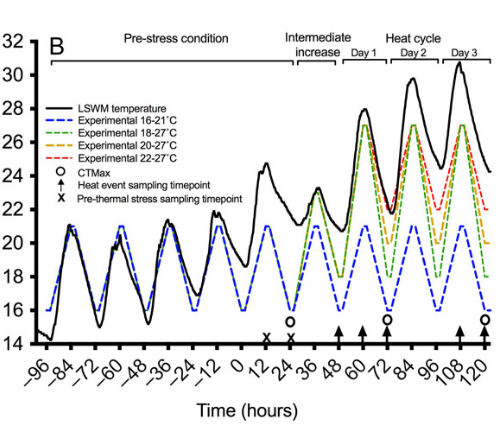 B
Pre-stress condition
Intermediate
increase
Heat cycle
Day 1
Day 2
Day 3
32
30
28
26
24
22
20
18
16
14
LSWM temperature
Experimental 16-21˚C
Experimental 18-27˚C
Experimental 20-27˚C
Experimental 22-27˚C
CTMax
Heat event sampling timepoint
Pre-thermal stress sampling timepoint
−96 −84 −72 −60 −48 −36 −24 −12 0 12 24 36 48 60 72 84 96 108 120
Time (hours)